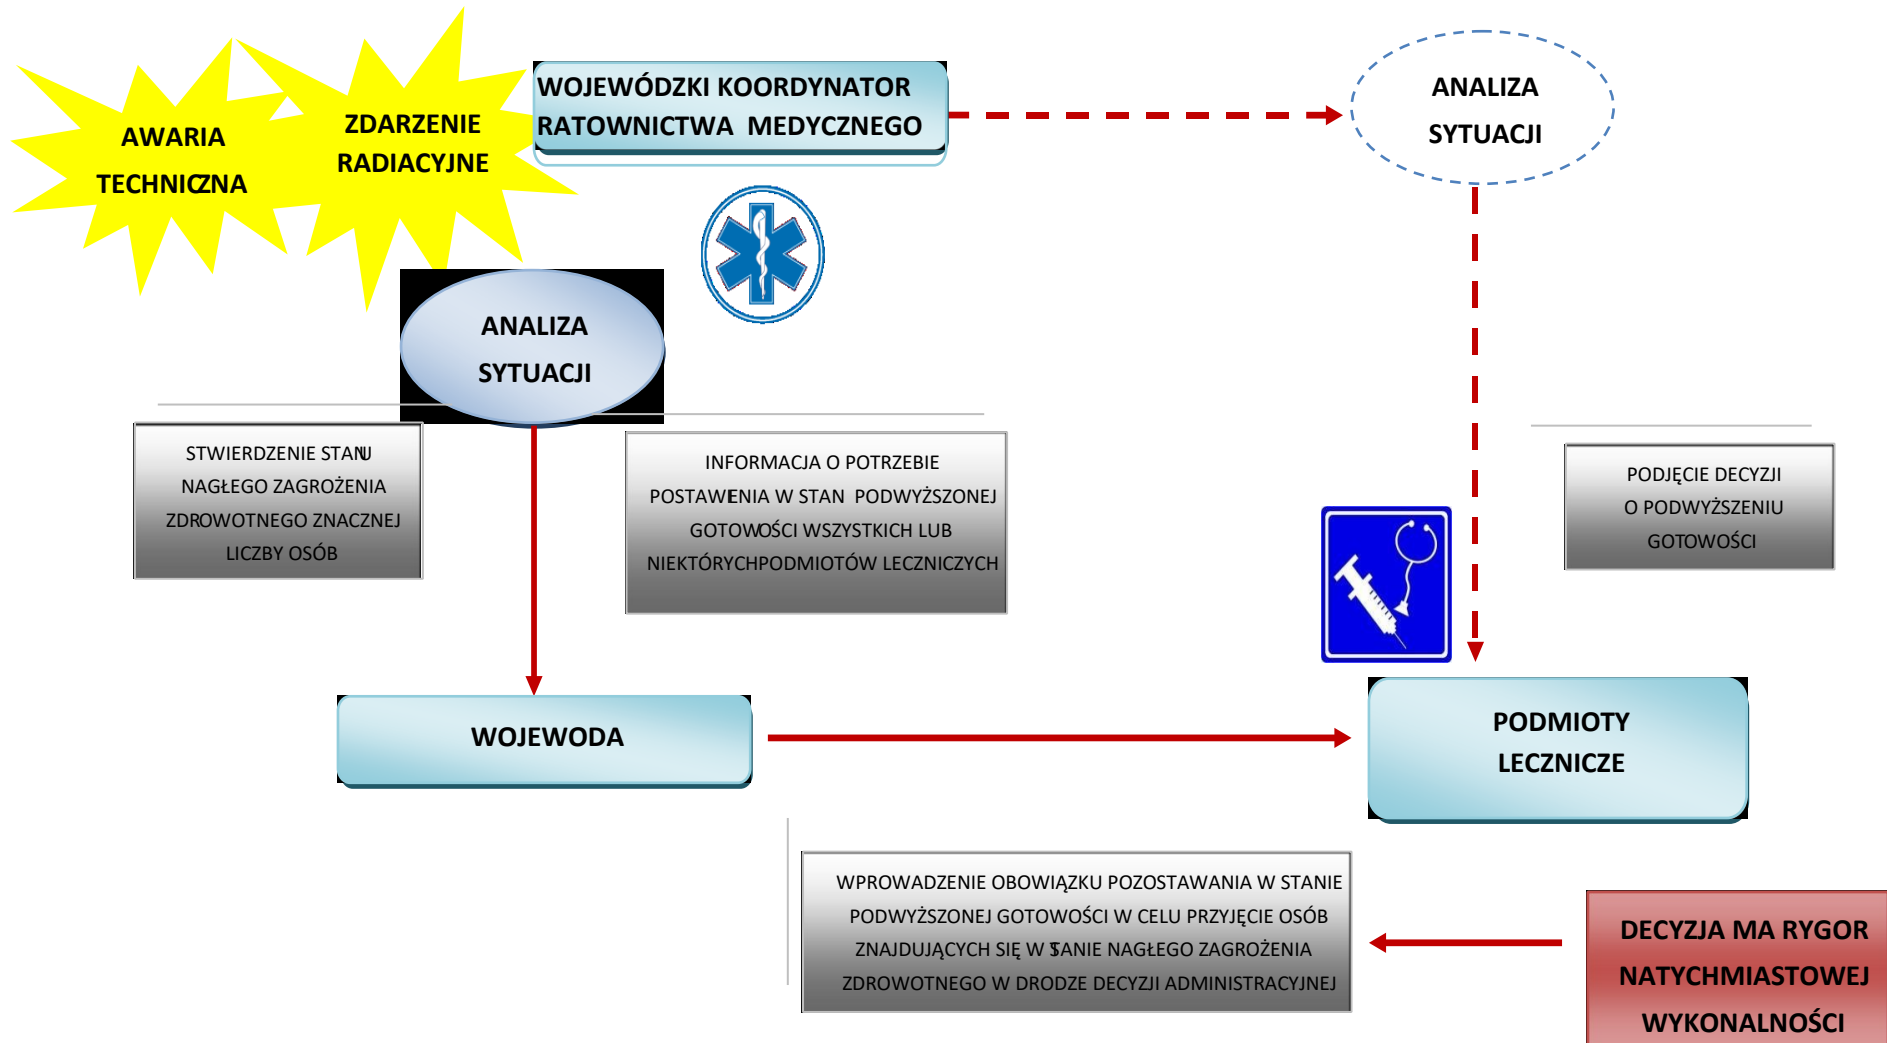 AWARIA
TECHNICZNA
ZDARZENIE
RADIACYJNE
WOJEWÓDZKI KOORDYNATOR
RATOWNICTWA MEDYCZNEGO
ANALIZA
SYTUACJI
ANALIZA
SYTUACJI
STWIERDZENIE STANU
NAGŁEGO ZAGROŻENIA
ZDROWOTNEGO ZNACZNEJ
LICZBY OSÓB
INFORMACJA O POTRZEBIE
POSTAWIENIA W STAN PODWYŻSZONEJ
GOTOWOŚCI WSZYSTKICH LUB
NIEKTÓRYCHPODMIOTÓW LECZNICZYCH
PODJĘCIE DECYZJI
O PODWYŻSZENIU
GOTOWOŚCI
WOJEWODA
PODMIOTY
LECZNICZE
WPROWADZENIE OBOWIĄZKU POZOSTAWANIA W STANIE
PODWYŻSZONEJ GOTOWOŚCI W CELU PRZYJĘCIE OSÓB
ZNAJDUJĄCYCH SIĘ W STANIE NAGŁEGO ZAGROŻENIA
ZDROWOTNEGO W DRODZE DECYZJI ADMINISTRACYJNEJ
DECYZJA MA RYGOR
NATYCHMIASTOWEJ
WYKONALNOŚCI